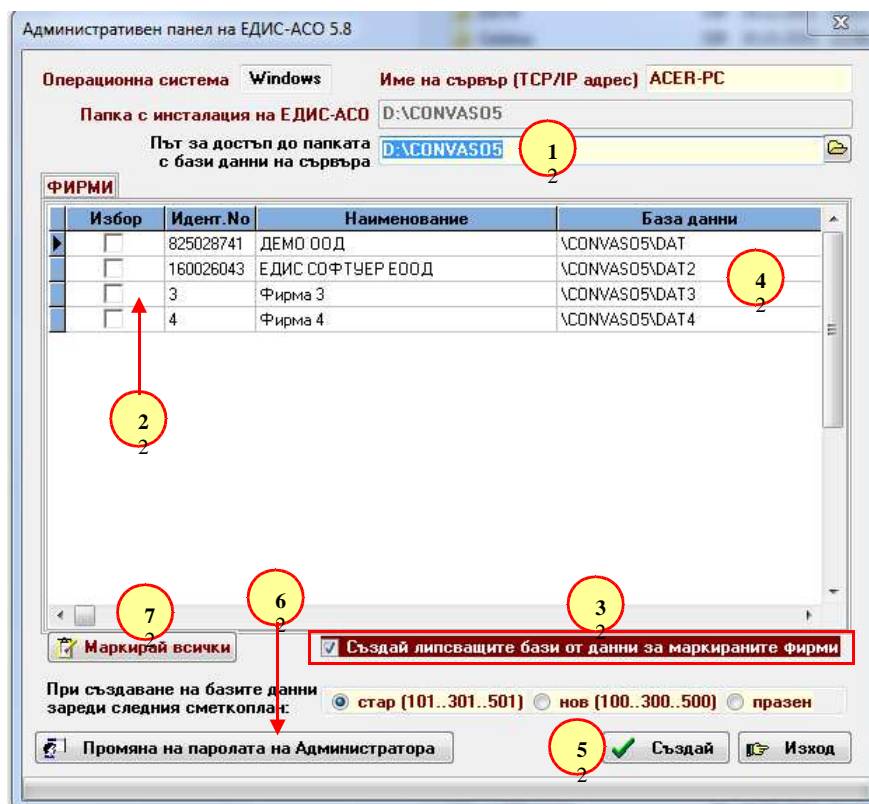 Административен панел на ЕДИС-АСО 5.8
Операционна система Windows Име на сървър (TCP/IP адрес) ACER-PC
Папка с инсталация на ЕДИС-АСО D:\CONVASO5
Път за достъп до папката
с бази данни на сървъра D:\CONVASO5 1
2
ФИРМИ
Избор Идент.No Наименование База данни
825028741 ДЕМО ООД \CONVASO5\DAT
160026043 ЕДИС СОФТУЕР ЕООД \CONVASO5\DAT2 4
2
3 Фирма 3 \CONVASO5\DAT3
4 Фирма 4 \CONVASO5\DAT4
2
2
7 6 3
2 2 2
Маркирай всички Създай липсващите бази от данни за маркираните фирми
При създаване на базите данни
зареди следния сметкоплан: стар (101..301..501) нов (100..300..500) празен
Промяна на паролата на Администратора 5 Създай Изход
2